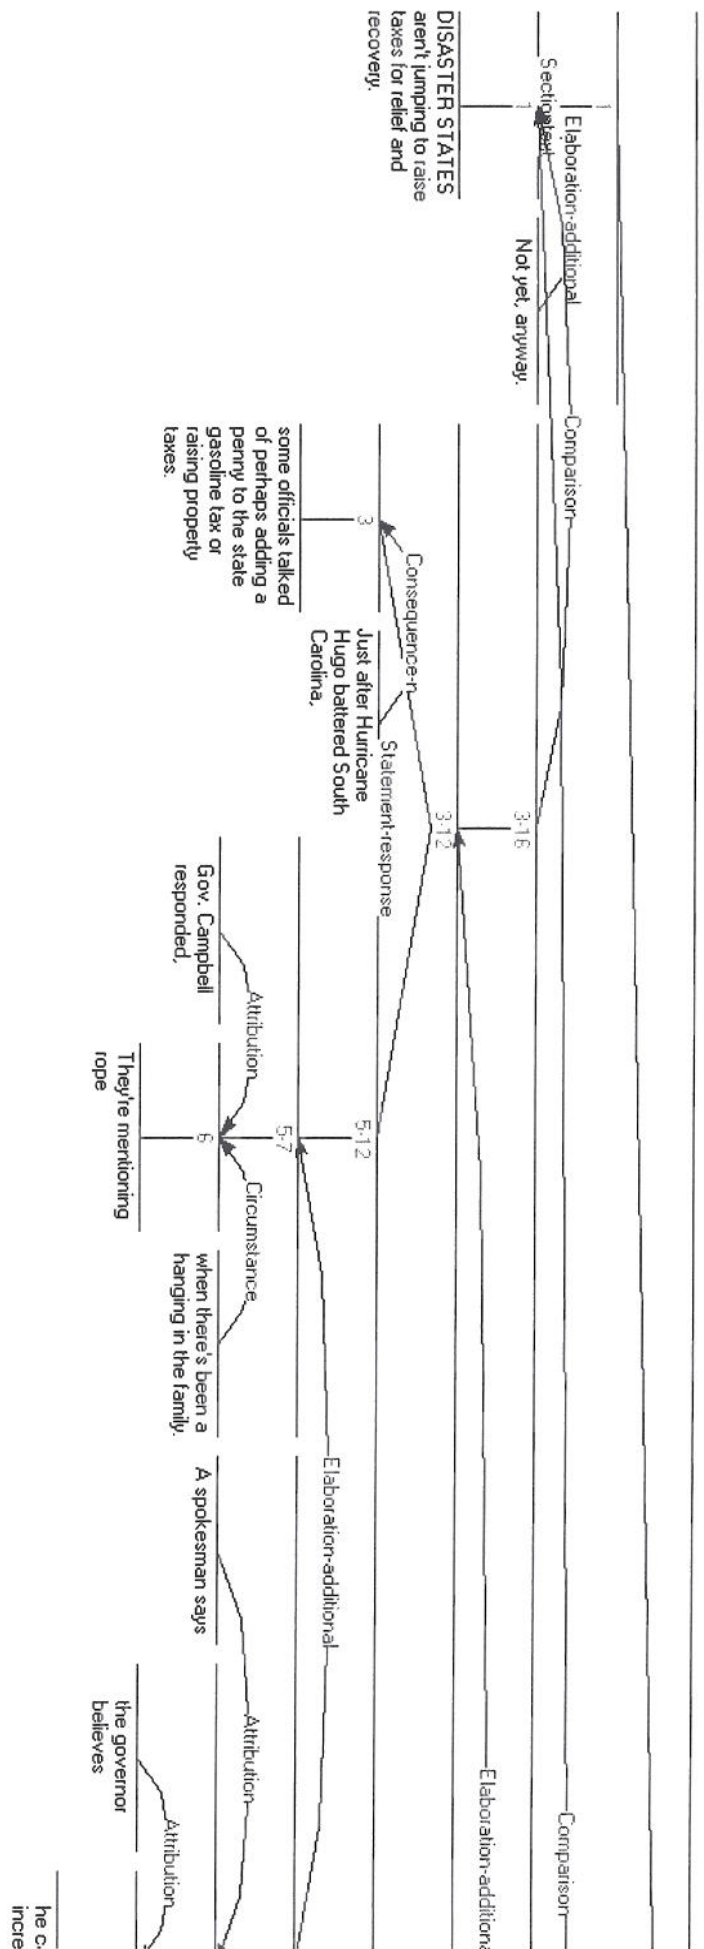 1
Section-text
1
Elaboration-additional
DISASTER STATES
aren't jumping to raise
taxes for relief and
recovery.
Not yet, anyway.
Comparison
3-16
3-12
3
Consequence-n
some officials talked
of perhaps adding a
penny to the state
gasoline tax or
raising property
taxes.
Just after Hurricane
Hugo battered South
Carolina,
Statement-response
5-12
5-7
Gov. Campbell
responded,
Attribution
6
They're mentioning
rope
Circumstance
when there's been a
hanging in the family.
Elaboration-additional
A spokesman says
Attribution
the governor
believes
Attribution
Elaboration-additiona
Comparison
he c
incre